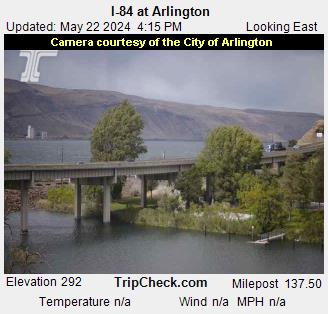 I-84 at Arlington
Updated: May 22 2024 4:15 PM Looking East
Camera courtesy of the City of Arlington
Elevation 292 TripCheck.com Milepost 137.50
Temperature n/a Wind n/a MPH n/a